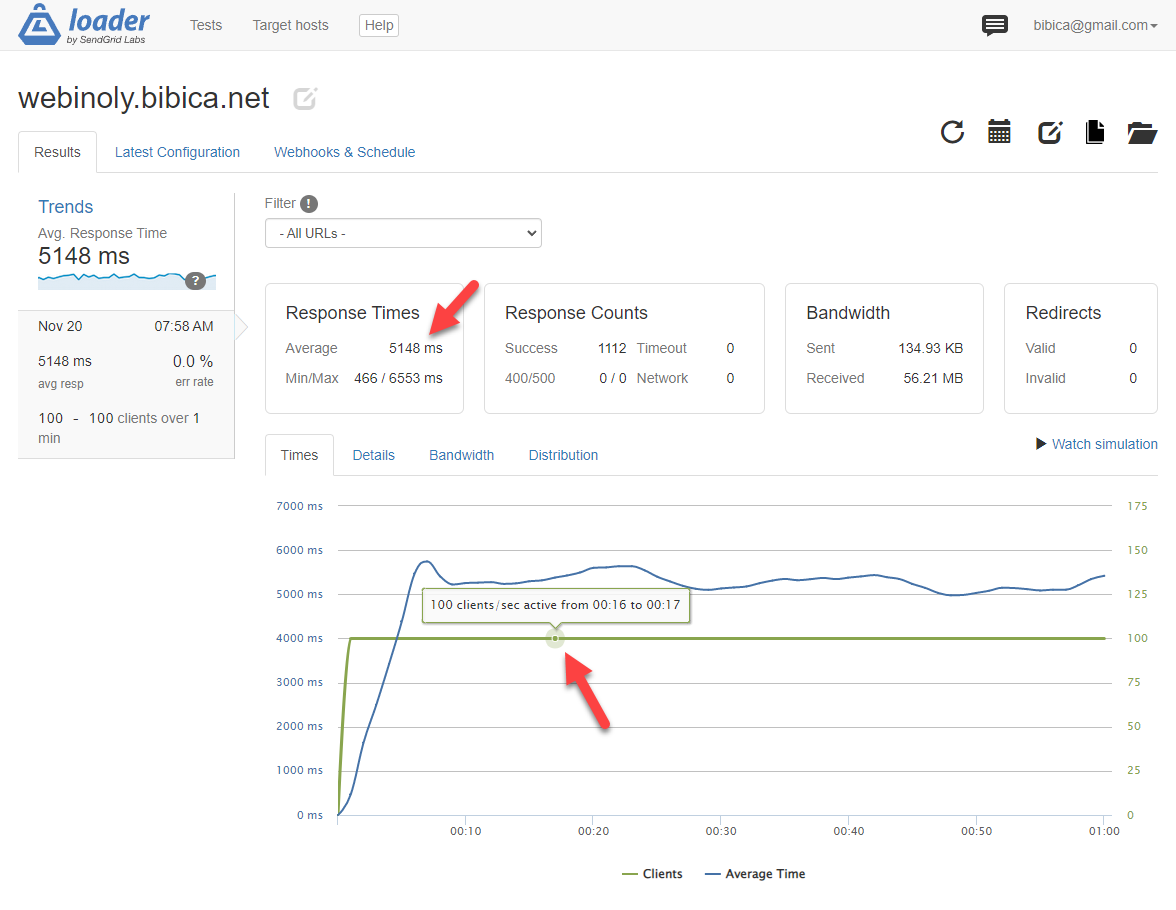 loader
by SendGrid Labs
Tests Target hosts Help bibica@gmail.com
webinoly.bibica.net
Results Latest Configuration Webhooks & Schedule
Trends
Avg. Response Time
5148 ms
?
Nov 20 07:58 AM
5148 ms 0.0 %
avg resp err rate
100 - 100 clients over 1
min
Filter !
- All URLs -
Response Times
Average 5148 ms
Min/Max 466 / 6553 ms
Response Counts
Success 1112 Timeout 0
400/500 0 / 0 Network 0
Bandwidth
Sent 134.93 KB
Received 56.21 MB
Redirects
Valid 0
Invalid 0
Times Details Bandwidth Distribution
Watch simulation
7000 ms 175
6000 ms 150
5000 ms 125
100 clients/sec active from 00:16 to 00:17
4000 ms 100
3000 ms 75
2000 ms 50
1000 ms 25
0 ms 0
00:10 00:20 00:30 00:40 00:50 01:00
Clients Average Time